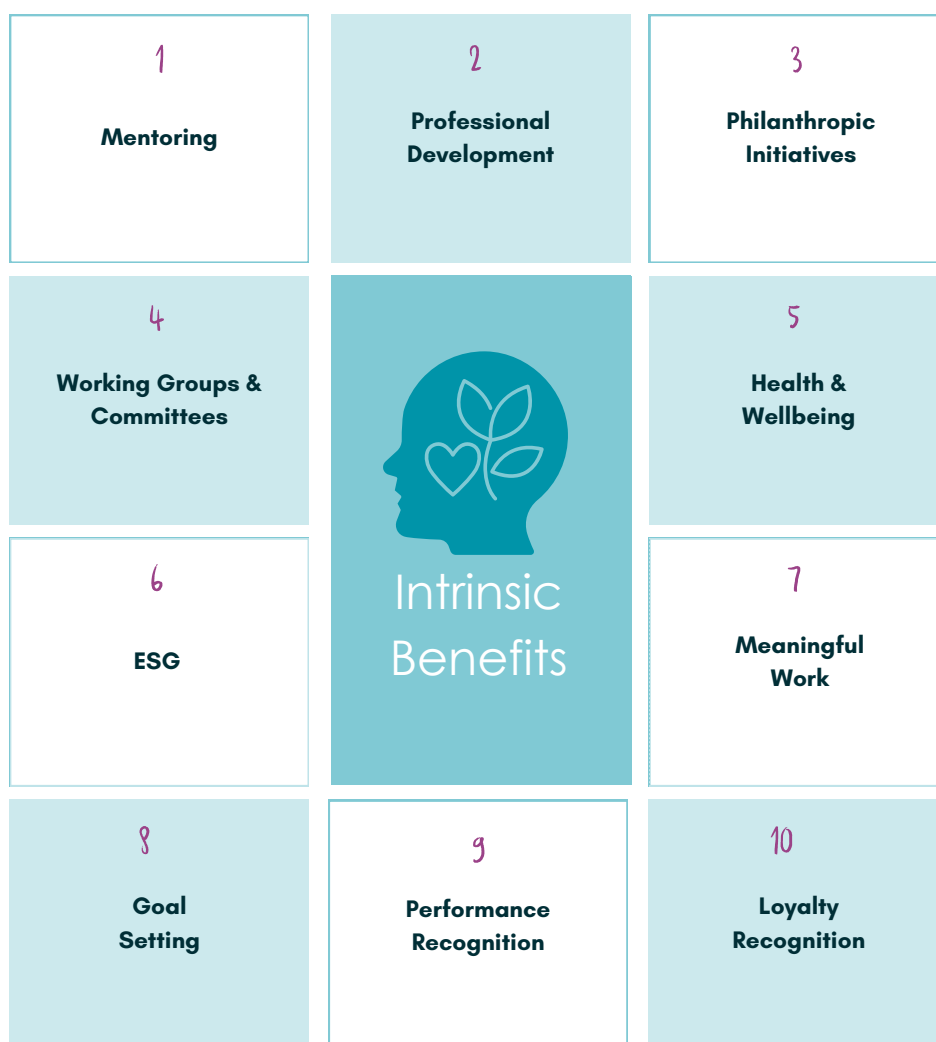 1
Mentoring
2
Professional
Development
3
Philanthropic
Initiatives
4
Working Groups &
Committees
Intrinsic
Benefits
5
Health &
Wellbeing
6
ESG
7
Meaningful
Work
8
Goal
Setting
9
Performance
Recognition
10
Loyalty
Recognition